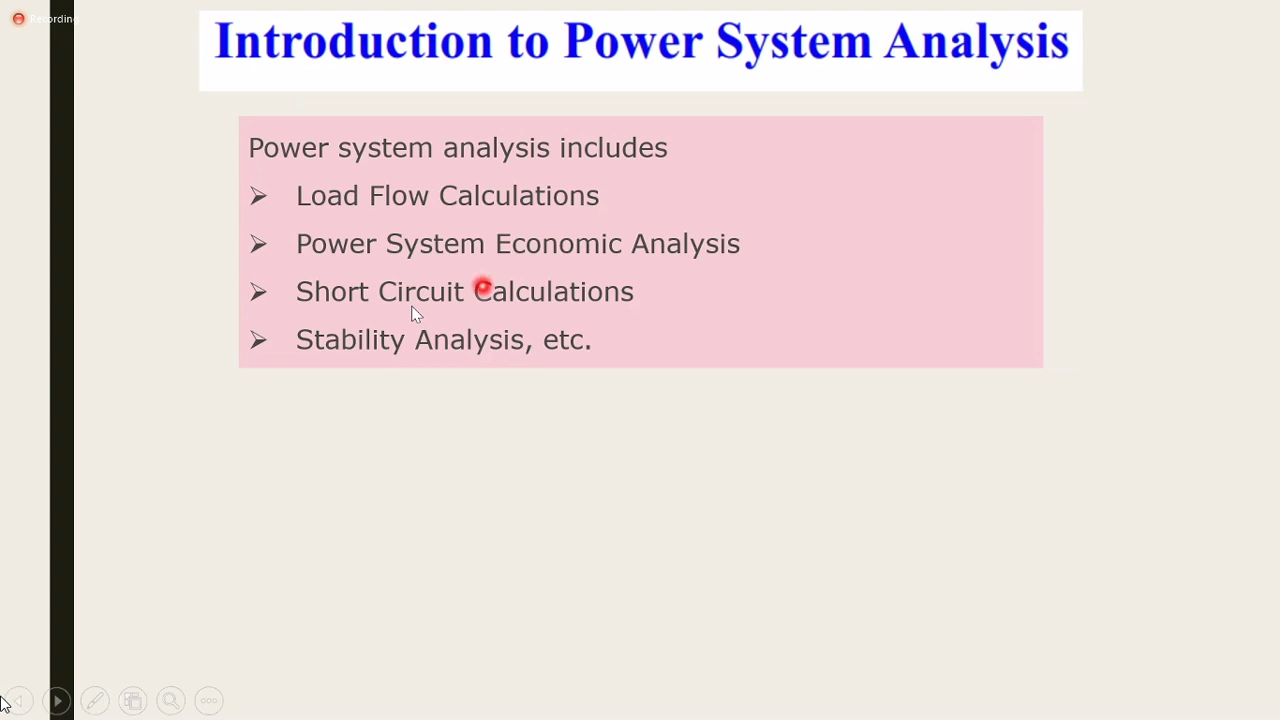 Recording
Introduction to Power System Analysis
Power system analysis includes
Load Flow Calculations
Power System Economic Analysis
Short Circuit Calculations
Stability Analysis, etc.